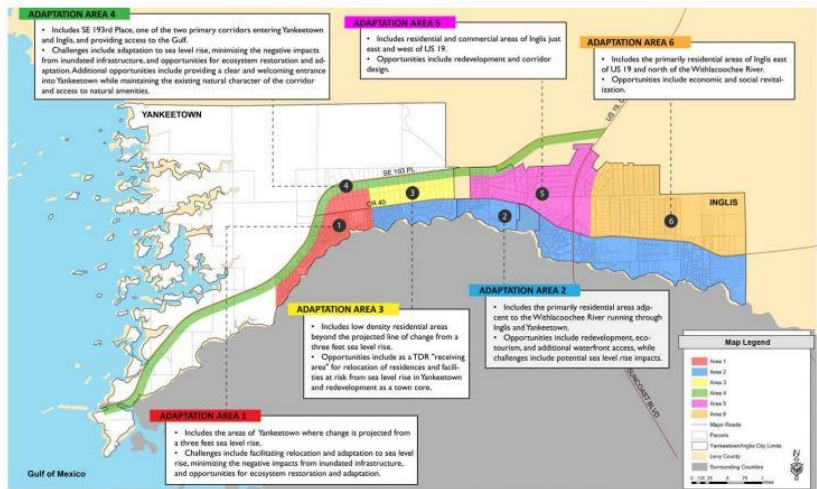 ADAPTATION AREA 4
• Includes SE 193rd Place, one of the two primary corridors entering Yankeetown
and Inglis, and providing access to the Gulf.
• Challenges include adaptation to sea level rise, minimizing the negative impacts
from inundated infrastructure, and opportunities for ecosystem restoration and ad-
aptation. Additional opportunities include providing a clear and welcoming entrance
into Yankeetown while maintaining the existing natural character of the corridor
and access to natural amenities.
ADAPTATION AREA 5
• Includes residential and commercial areas of Inglis just
east and west of US 19.
• Opportunities include redevelopment and corridor
design.
ADAPTATION AREA 6
• Includes the primarily residential areas of Inglis east
of US 19 and north of the Withlacoochee River.
• Opportunities include economic and social revital-
ization.
YANKEETOWN
US 19,
SE 193 PL
CR 40
INGLIS
4
3
5
1
2
6
ADAPTATION AREA 3
• Includes low density residential areas
beyond the projected line of change from a
three feet sea level rise.
• Opportunities include as a TDR "receiving
area" for relocation of residences and facili-
ties at risk from sea level rise in Yankeetown
and redevelopment as a town core.
ADAPTATION AREA 2
• Includes the primarily residential areas adja-
cent to the Withlacoochee River running through
Inglis and Yankeetown.
• Opportunities include redevelopment, eco-
tourism, and additional waterfront access, while
challenges include potential sea level rise impacts.
SUNCOAST BLVD
ADAPTATION AREA 1
• Includes the areas of Yankeetown where change is projected from
a three feet sea level rise.
• Challenges include facilitating relocation and adaptation to sea level
rise, minimizing the negative impacts from inundated infrastructure,
and opportunities for ecosystem restoration and adaptation.
Gulf of Mexico
Map Legend
Area 1
Area 2
Area 3
Area 4
Area 5
Area 6
Major Roads
Parcels
Yankeetown/Inglis City Limits
Levy County
Surrounding Counties
N